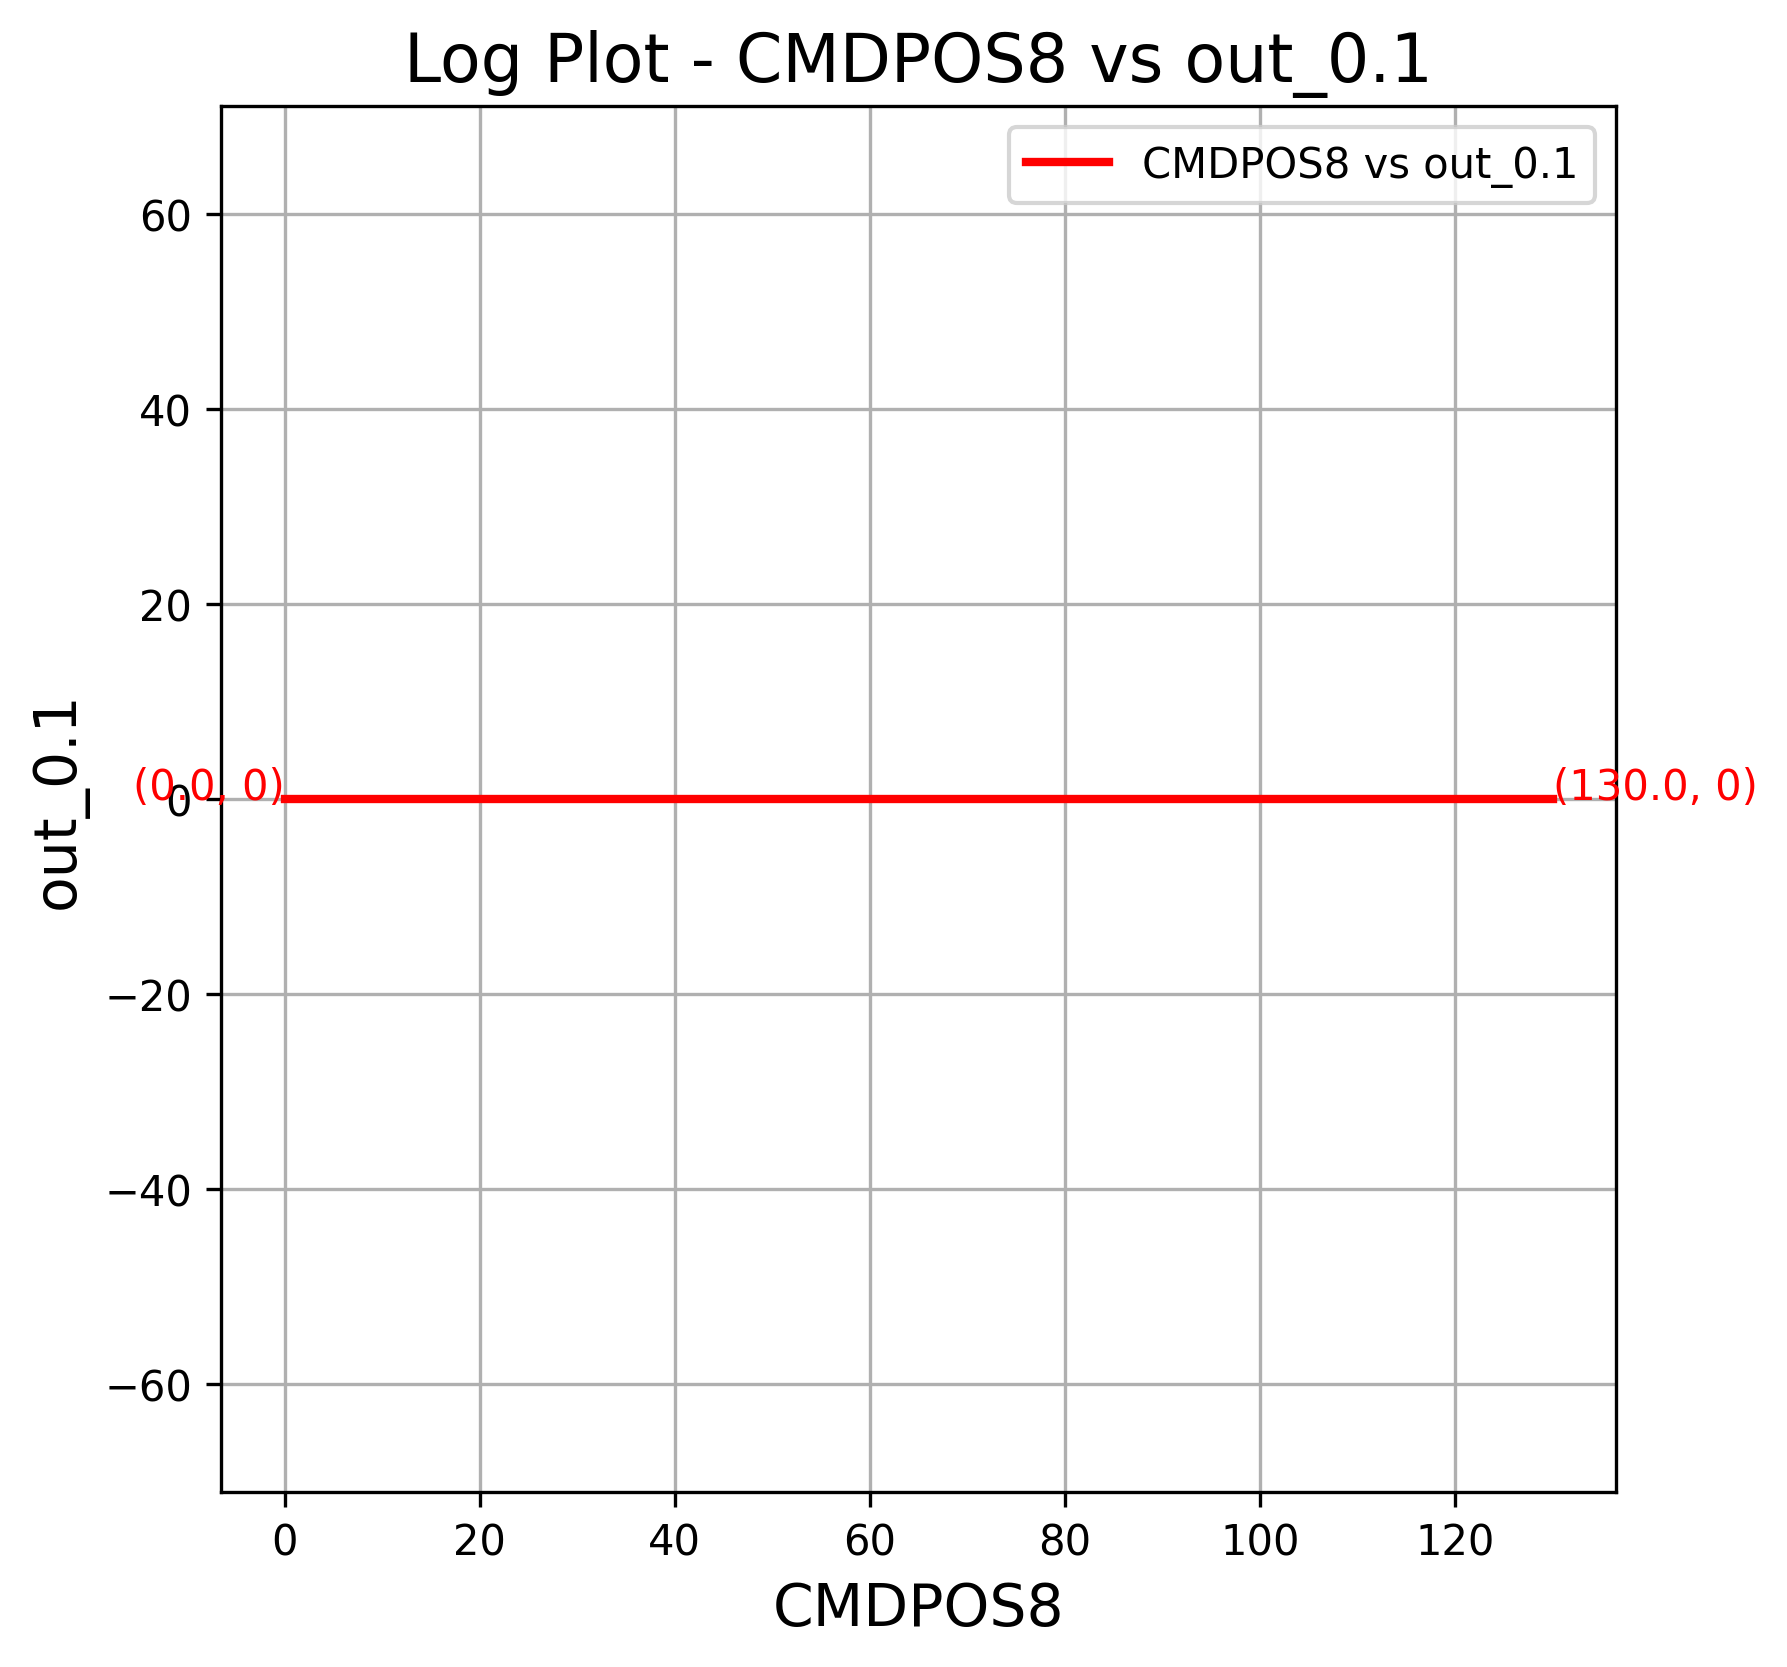 Log Plot - CMDPOS8 vs out_0.1
CMDPOS8 vs out_0.1
60
40
20
0
−20
−40
−60
out_0.1
(0.0, 0)
(130.0, 0)
0 20 40 60 80 100 120
CMDPOS8